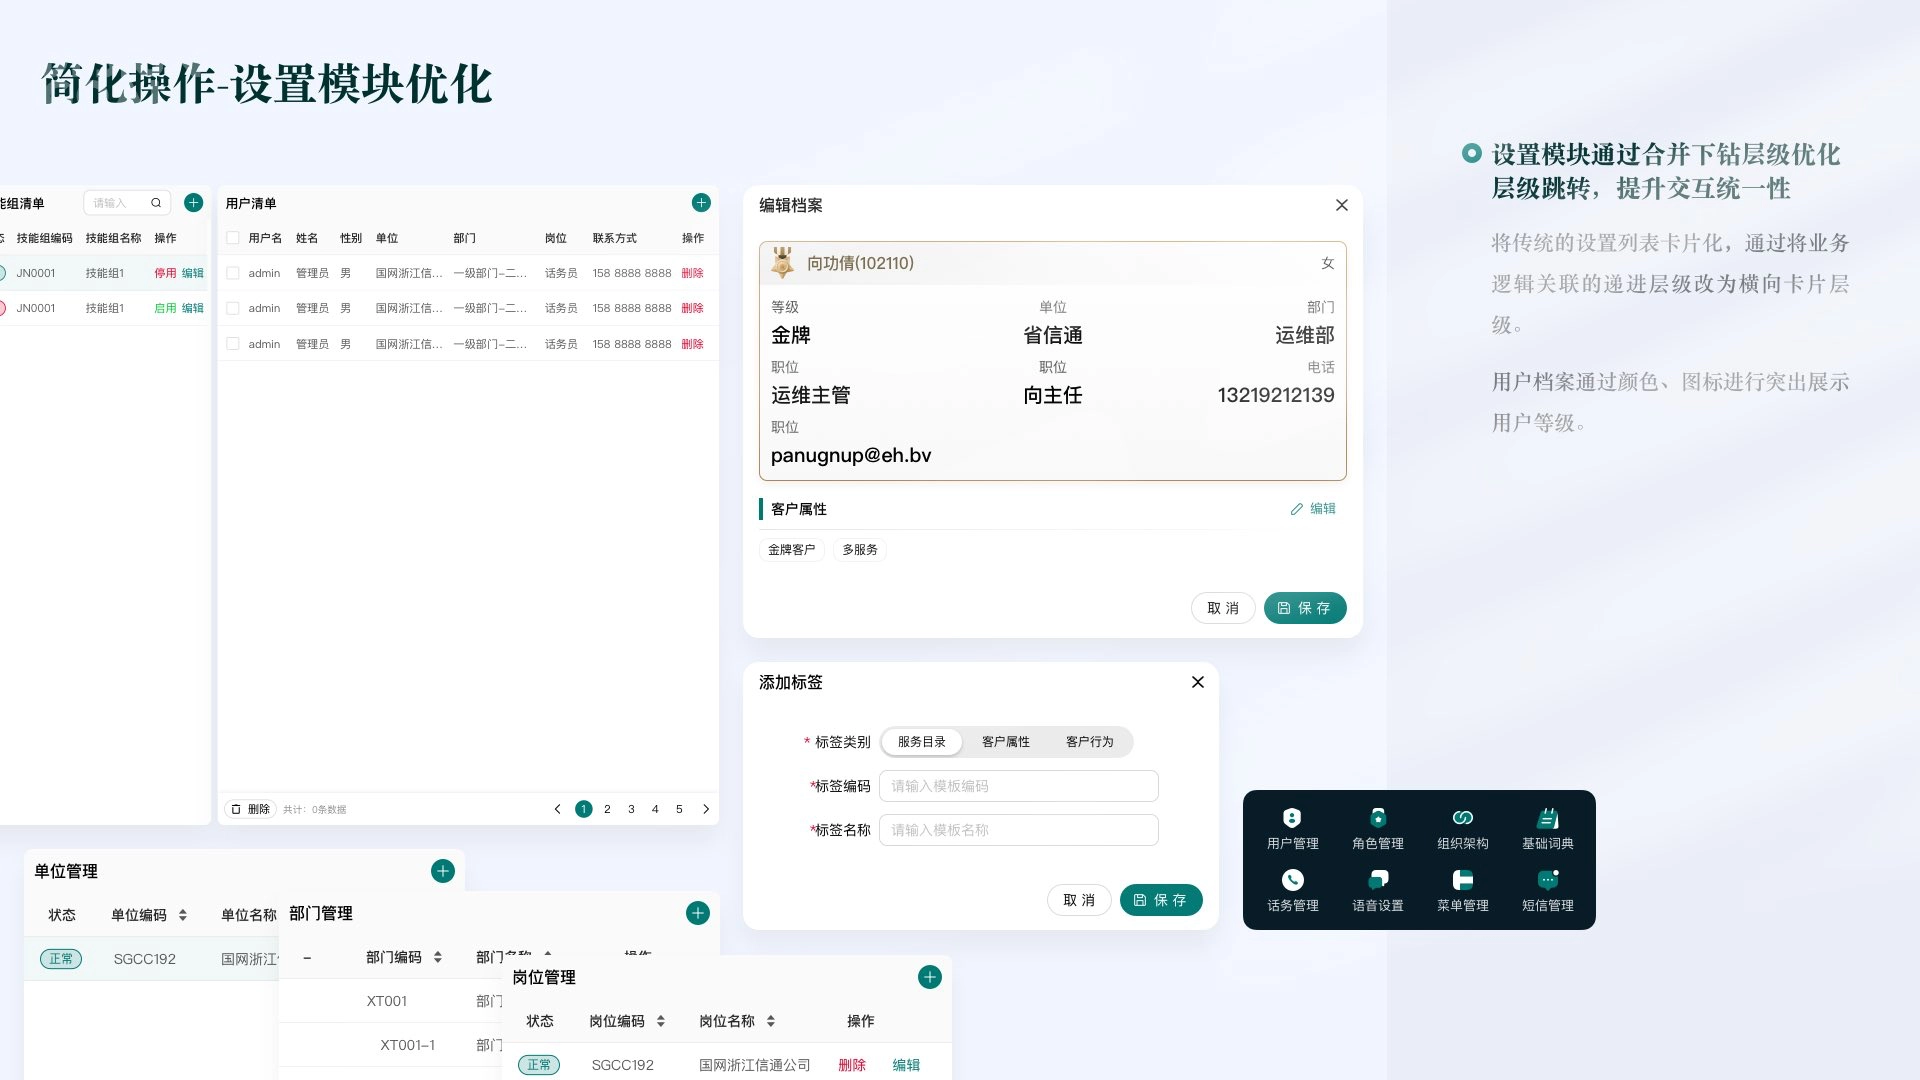 简化操作-设置模块优化
设置模块通过合并下钻层级优化
层级跳转，提升交互统一性
将传统的设置列表卡片化，通过将业务
逻辑关联的递进层级改为横向卡片层
级。
用户档案通过颜色、图标进行突出展示
用户等级。
能组清单 请输入
态 技能组编码 技能组名称 操作
JN0001 技能组1 停用 编辑
JN0001 技能组1 启用 编辑
用户清单
用户名 姓名 性别 单位 部门 岗位 联系方式 操作
admin 管理员 男 国网浙江信... 一级部门-二... 话务员 158 8888 8888 删除
admin 管理员 男 国网浙江信... 一级部门-二... 话务员 158 8888 8888 删除
admin 管理员 男 国网浙江信... 一级部门-二... 话务员 158 8888 8888 删除
删除 共计：0条数据 1 2 3 4 5
编辑档案
向功倩(102110) 女
等级 单位 部门
金牌 省信通 运维部
职位 职位 电话
运维主管 向主任 13219212139
职位
panugnup@eh.bv
客户属性 编辑
金牌客户 多服务
取消 保存
添加标签
* 标签类别 服务目录 客户属性 客户行为
*标签编码 请输入模板编码
*标签名称 请输入模板名称
取消 保存
用户管理 角色管理 组织架构 基础词典
话务管理 语音设置 菜单管理 短信管理
单位管理
状态 单位编码 单位名称
正常 SGCC192 国网浙江
部门管理
– 部门编码 部门名称 操作
XT001 部门
XT001-1 部门
岗位管理
状态 岗位编码 岗位名称 操作
正常 SGCC192 国网浙江信通公司 删除 编辑